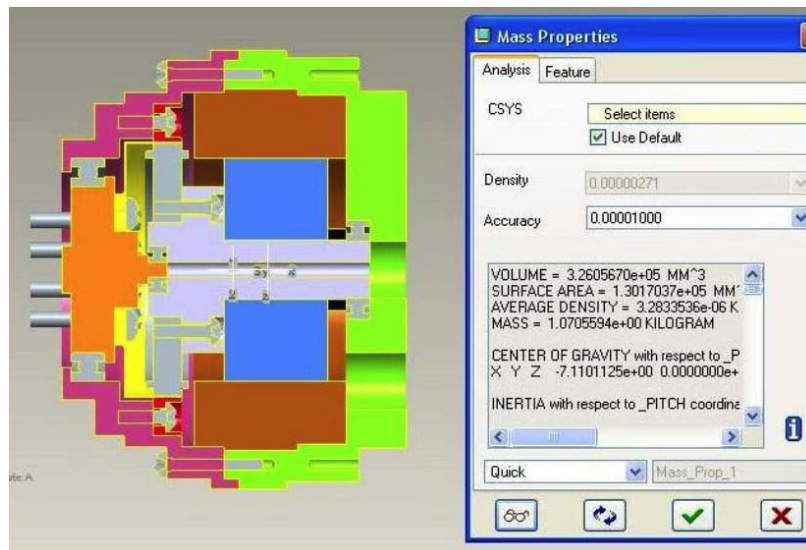 Mass Properties
Analysis
Feature
CSYS
Select items
Use Default
Density
0.00000271
Accuracy
0.00001000
VOLUME = 3.2605670e+05 MM^3
SURFACE AREA = 1.3017037e+05 MM^
AVERAGE DENSITY = 3.2833536e-06 K
MASS = 1.0705594e+00 KILOGRAM
CENTER OF GRAVITY with respect to _P
X Y Z -7.1101125e+00 0.0000000e+
INERTIA with respect to _PITCH coordina
Quick
Mass_Prop_1
ute:A